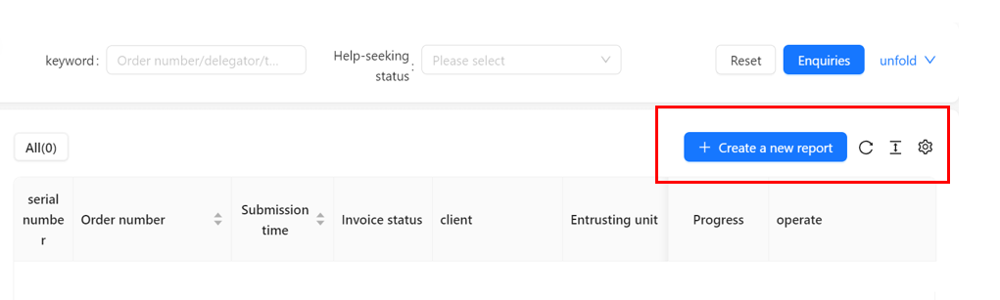 keyword:
Order number/delegator/t...
Help-seeking
status:
Please select
Reset
Enquiries
unfold
All(0)
+ Create a new report
serial
numbe
r
Order number
Submission
time
Invoice status
client
Entrusting unit
Progress
operate